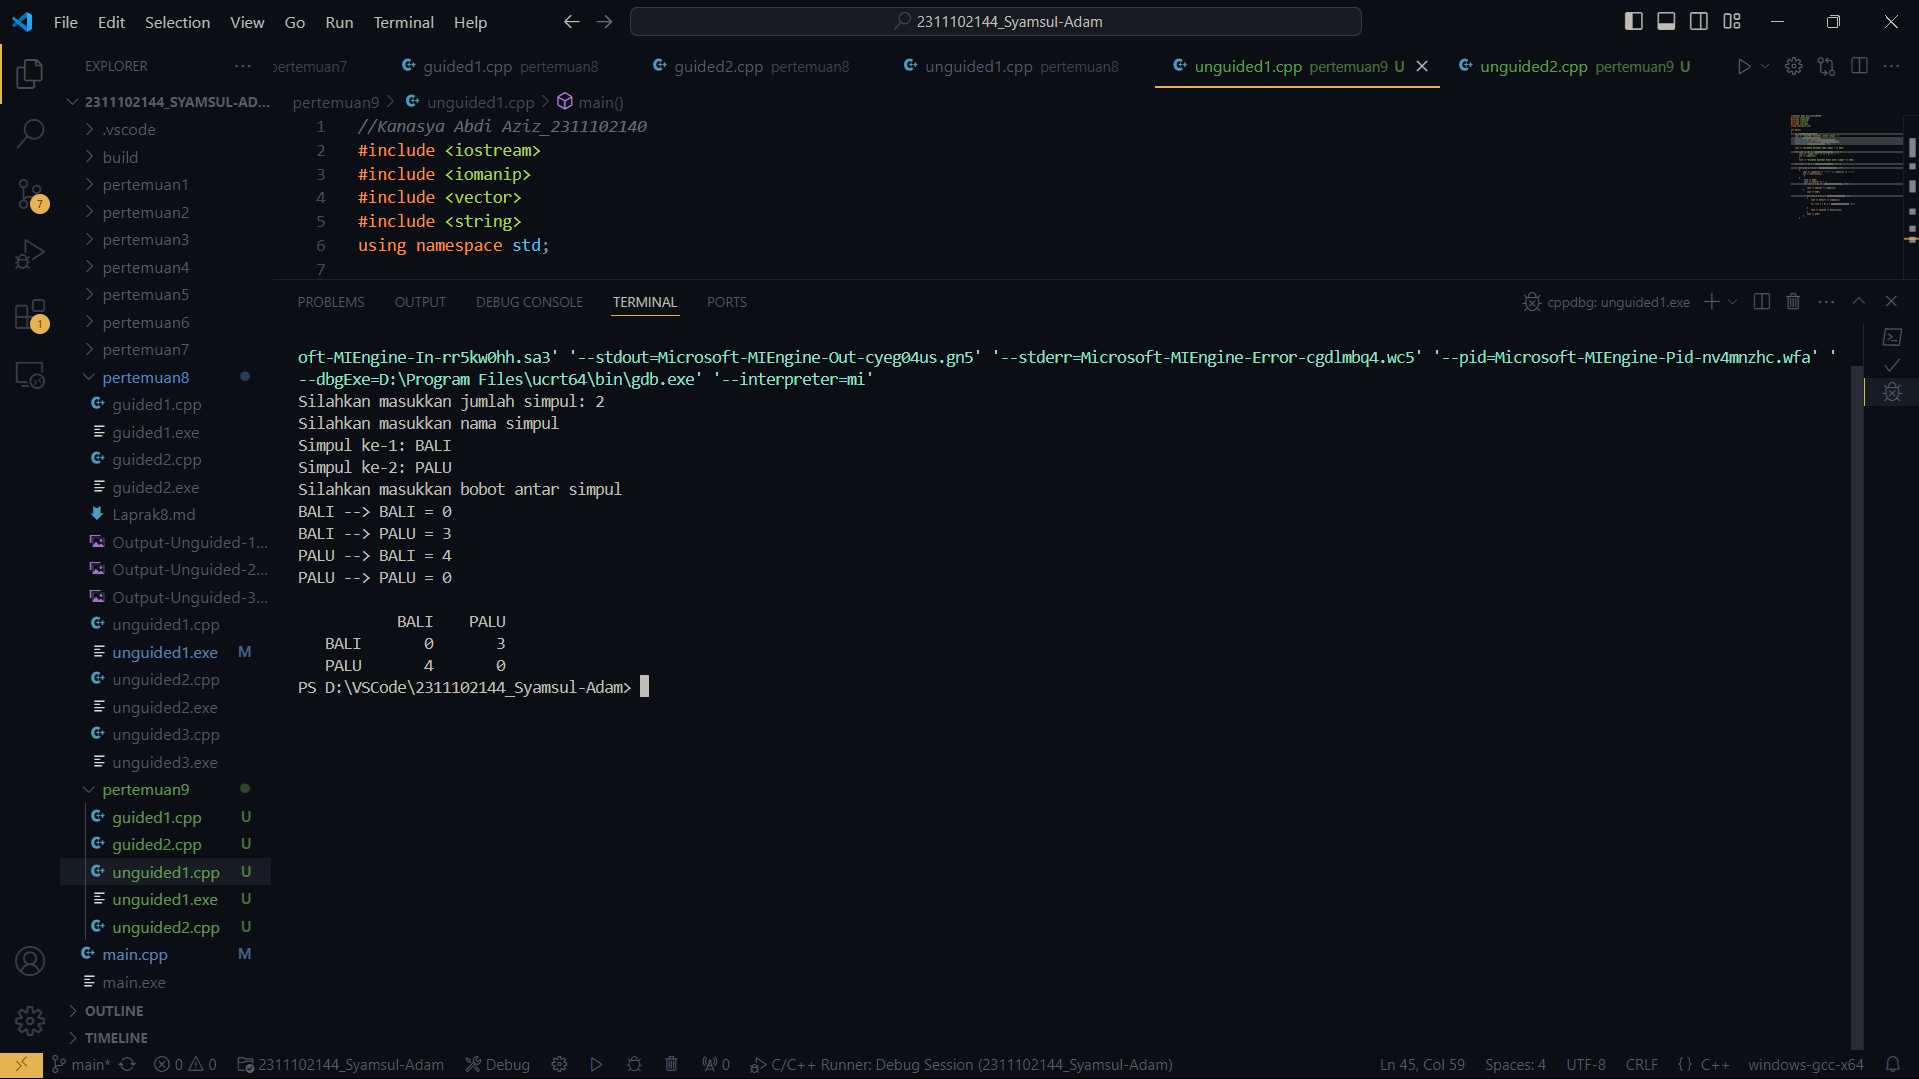 File Edit Selection View Go Run Terminal Help
2311102144_Syamsul-Adam
EXPLORER
pertemuan7
guided1.cpp pertemuan8
guided2.cpp pertemuan8
unguided1.cpp pertemuan8
unguided1.cpp pertemuan9 U
unguided2.cpp pertemuan9 U
2311102144_SYAMSUL-AD...
.vscode
build
pertemuan1
pertemuan2
pertemuan3
pertemuan4
pertemuan5
pertemuan6
pertemuan7
pertemuan8
guided1.cpp
guided1.exe
guided2.cpp
guided2.exe
Laprak8.md
Output-Unguided-1...
Output-Unguided-2...
Output-Unguided-3...
unguided1.cpp
unguided1.exe M
unguided2.cpp
unguided2.exe
unguided3.cpp
unguided3.exe
pertemuan9
guided1.cpp U
guided2.cpp U
unguided1.cpp U
unguided1.exe U
unguided2.cpp U
main.cpp M
main.exe
OUTLINE
TIMELINE
7
1
pertemuan9 > unguided1.cpp > main()
1 //Kanasya Abdi Aziz_2311102140
2 #include <iostream>
3 #include <iomanip>
4 #include <vector>
5 #include <string>
6 using namespace std;
7
PROBLEMS OUTPUT DEBUG CONSOLE TERMINAL PORTS
cppdbg: unguided1.exe
oft-MIEngine-In-rr5kw0hh.sa3' '--stdout=Microsoft-MIEngine-Out-cyeg04us.gn5' '--stderr=Microsoft-MIEngine-Error-cgdlmbq4.wc5' '--pid=Microsoft-MIEngine-Pid-nv4mnzhc.wfa' '
--dbgExe=D:\Program Files\ucrt64\bin\gdb.exe' '--interpreter=mi'
Silahkan masukkan jumlah simpul: 2
Silahkan masukkan nama simpul
Simpul ke-1: BALI
Simpul ke-2: PALU
Silahkan masukkan bobot antar simpul
BALI --> BALI = 0
BALI --> PALU = 3
PALU --> BALI = 4
PALU --> PALU = 0
BALI PALU
BALI 0 3
PALU 4 0
PS D:\VSCode\2311102144_Syamsul-Adam>
main* 0 0 2311102144_Syamsul-Adam Debug 0 C/C++ Runner: Debug Session (2311102144_Syamsul-Adam) Ln 45, Col 59 Spaces: 4 UTF-8 CRLF {} C++ windows-gcc-x64